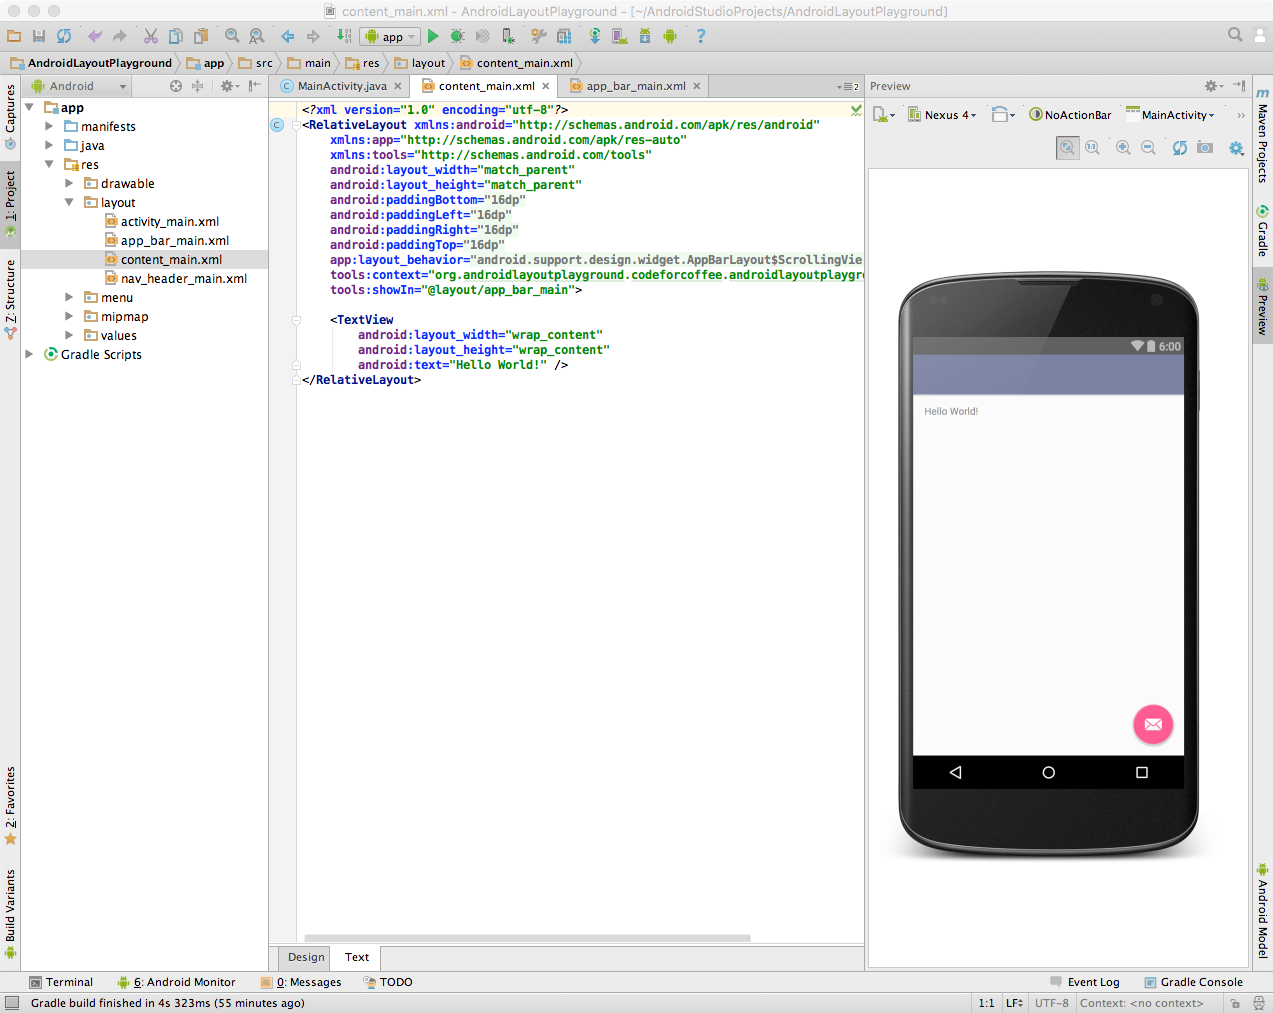 content_main.xml - AndroidLayoutPlayground - [~/AndroidStudioProjects/AndroidLayoutPlayground]
app
AndroidLayoutPlayground app src main res layout content_main.xml
Android
MainActivity.java content_main.xml app_bar_main.xml
2
Preview
Captures
1: Project
Z: Structure
2: Favorites
Build Variants
app
manifests
java
res
drawable
layout
activity_main.xml
app_bar_main.xml
content_main.xml
nav_header_main.xml
menu
mipmap
values
Gradle Scripts
<?xml version="1.0" encoding="utf-8"?>
<RelativeLayout xmlns:android="http://schemas.android.com/apk/res/android"
xmlns:app="http://schemas.android.com/apk/res-auto"
xmlns:tools="http://schemas.android.com/tools"
android:layout_width="match_parent"
android:layout_height="match_parent"
android:paddingBottom="16dp"
android:paddingLeft="16dp"
android:paddingRight="16dp"
android:paddingTop="16dp"
app:layout_behavior="android.support.design.widget.AppBarLayout$ScrollingVie
tools:context="org.androidlayoutplayground.codeforcoffee.androidlayoutplaygro
tools:showIn="@layout/app_bar_main">
<TextView
android:layout_width="wrap_content"
android:layout_height="wrap_content"
android:text="Hello World!" />
</RelativeLayout>
Design Text
Nexus 4 NoActionBar MainActivity >>
1:1
6:00
Hello World!
m
Maven Projects
Gradle
Preview
Android Model
Terminal 6: Android Monitor 0: Messages TODO
Event Log Gradle Console
Gradle build finished in 4s 323ms (55 minutes ago)
1:1 LF UTF-8 Context: <no context>